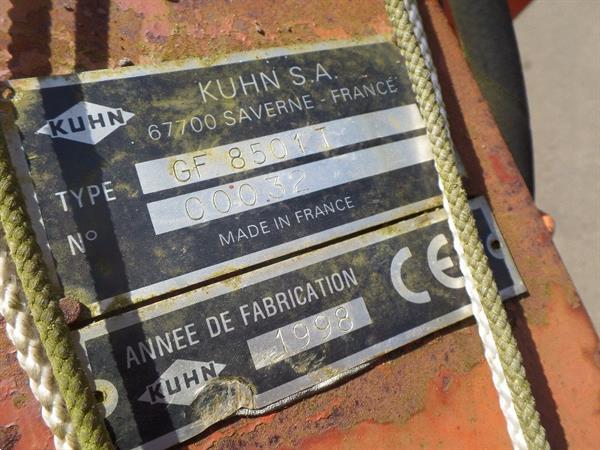 KUHN S.A.
KUHN
67700 SAVERNE - FRANCE
TYPE GF 8501 T
N° C0032
MADE IN FRANCE
CE
ANNEE DE FABRICATION
KUHN 1998